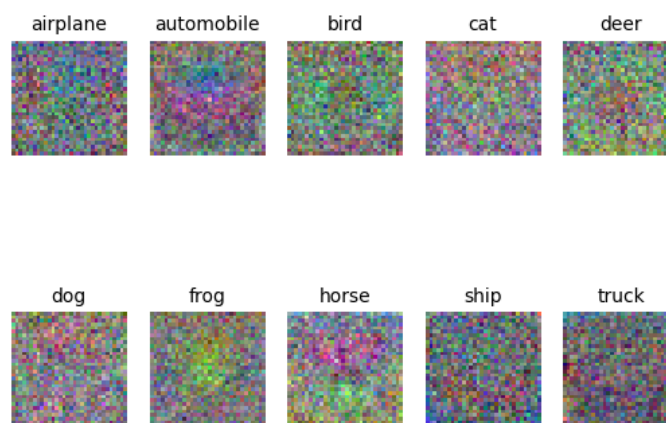 airplane automobile bird cat deer
dog frog horse ship truck